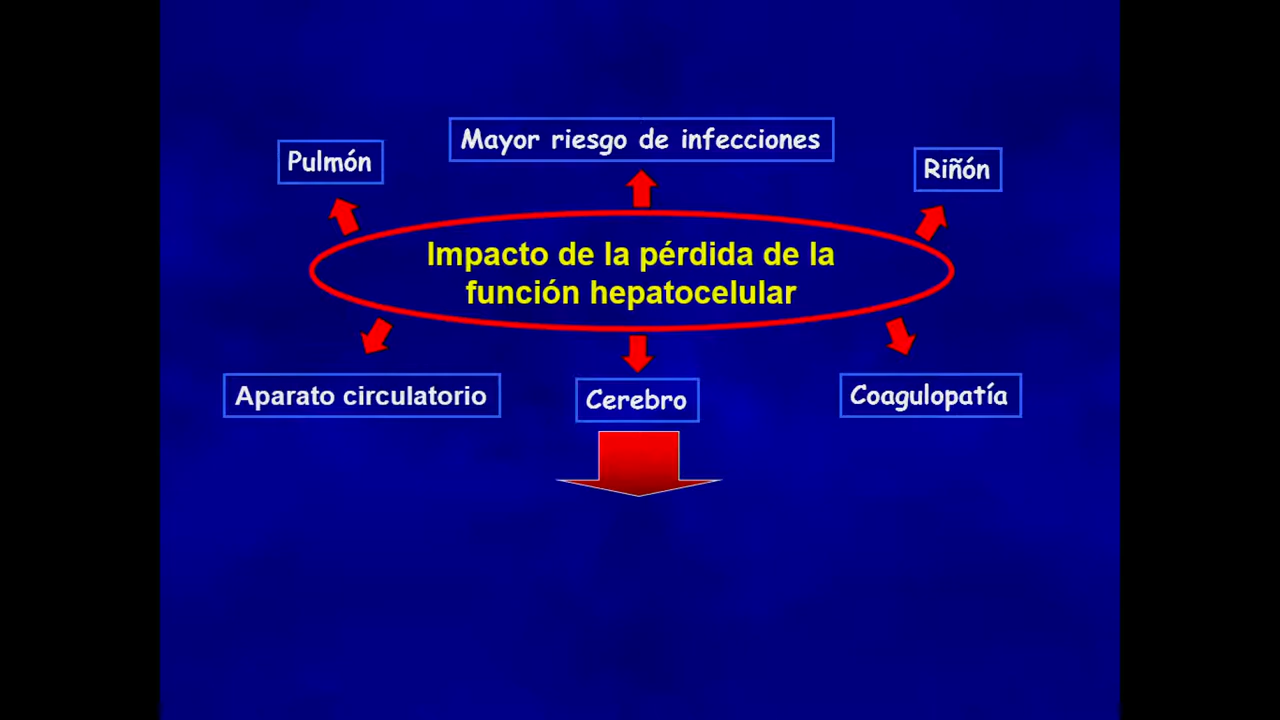 Mayor riesgo de infecciones
Pulmón
Riñón
Impacto de la pérdida de la
función hepatocelular
Aparato circulatorio
Cerebro
Coagulopatía